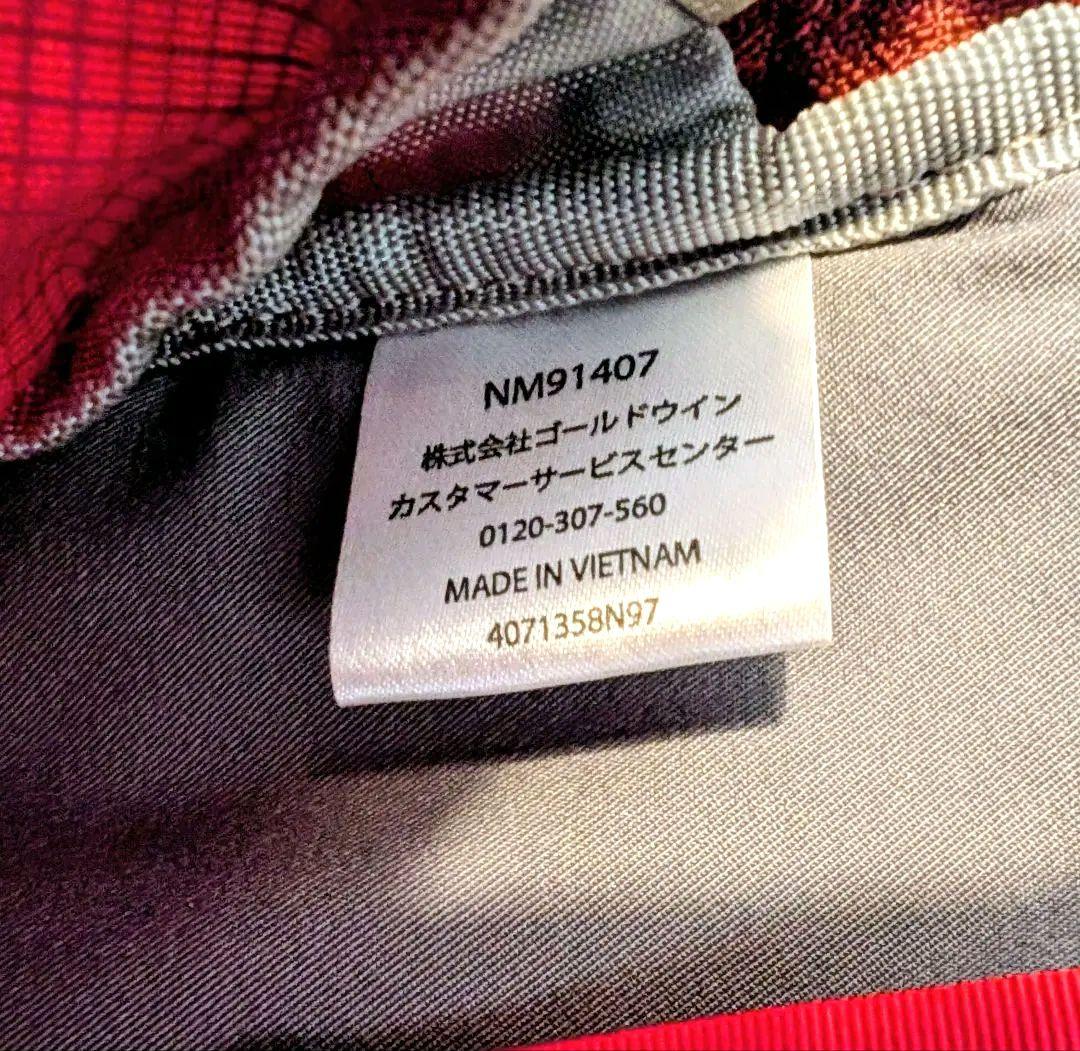 NM91407
株式会社ゴールドウイン
カスタマーサービスセンター
0120-307-560
MADE IN VIETNAM
4071358N97